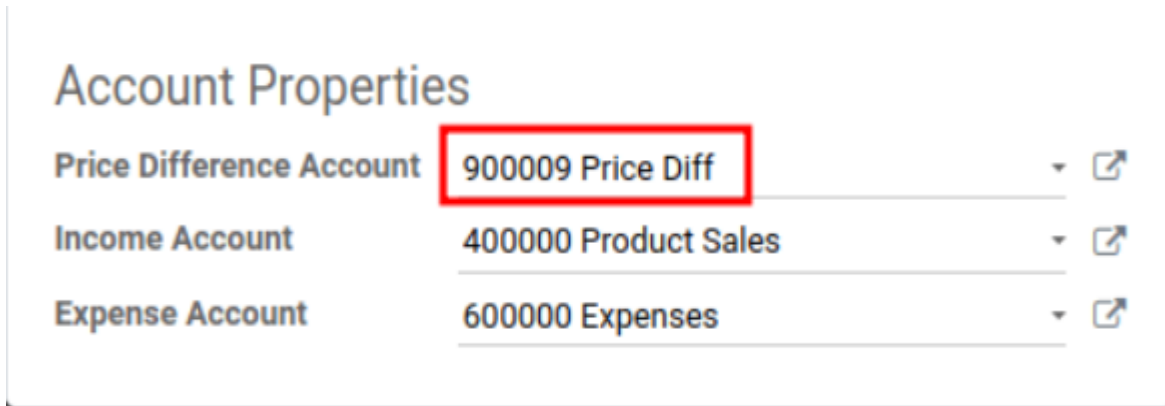 Account Properties
Price Difference Account 900009 Price Diff
Income Account 400000 Product Sales
Expense Account 600000 Expenses